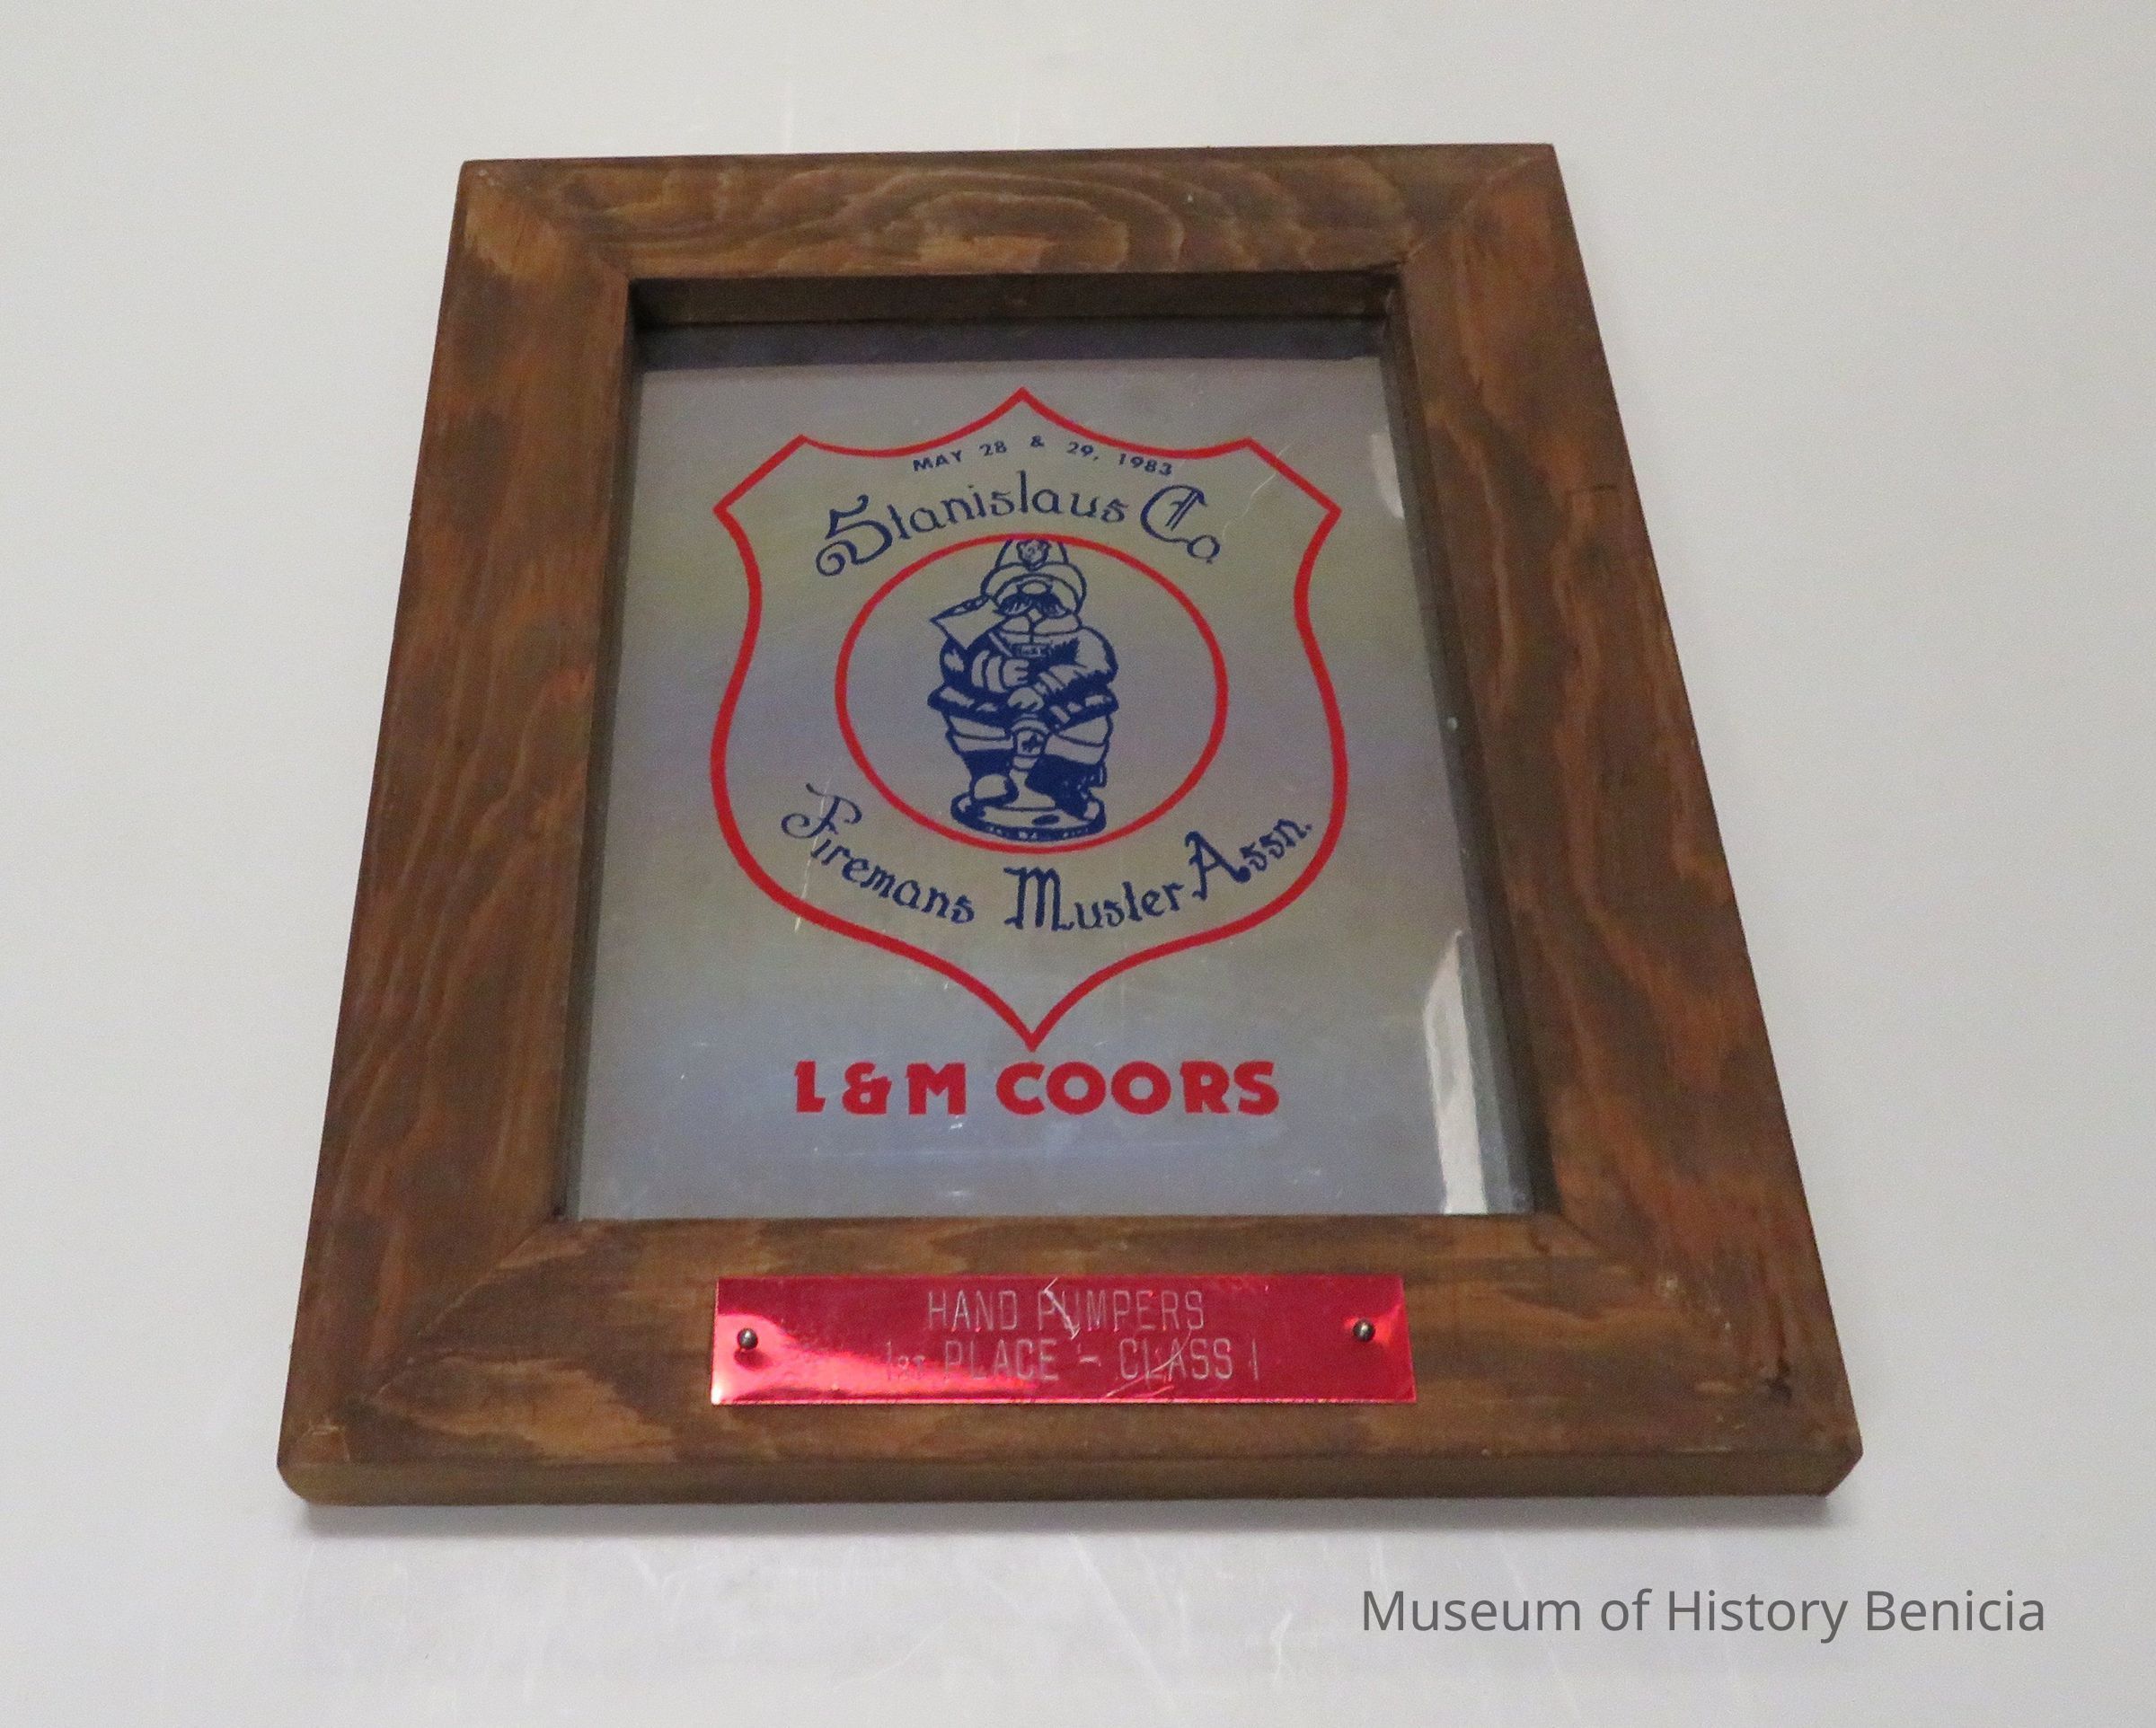 MAY 28 & 29, 1983
Stanislaus Co
Firemans Muster Assn.
L & M COORS
HAND PUMPERS
1ST PLACE - CLASS I
Museum of History Benicia